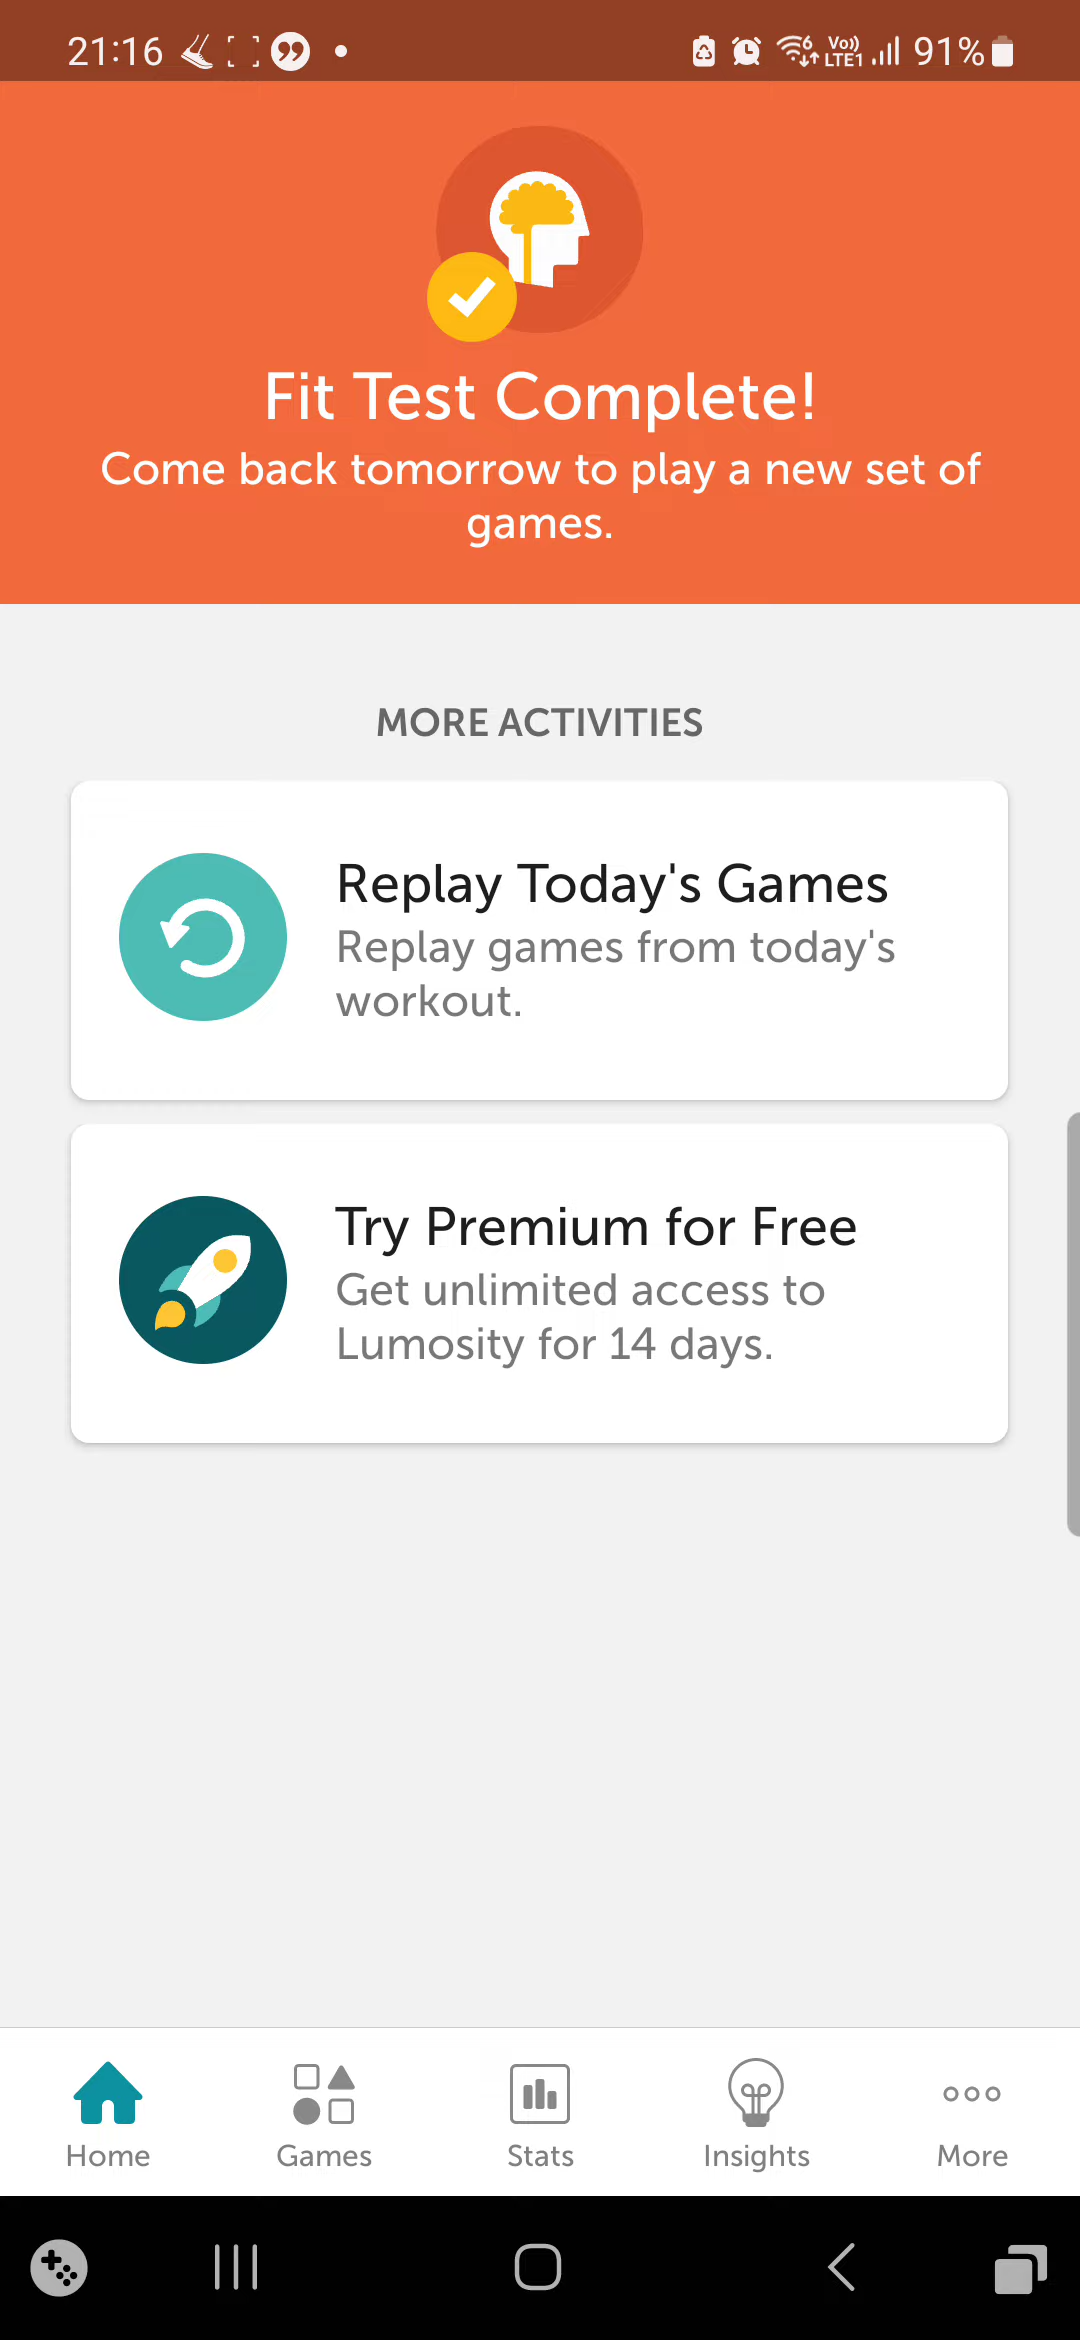 21:16
Vo)) LTE1 91%
Fit Test Complete!
Come back tomorrow to play a new set of
games.
MORE ACTIVITIES
Replay Today's Games
Replay games from today's
workout.
Try Premium for Free
Get unlimited access to
Lumosity for 14 days.
Home Games Stats Insights More